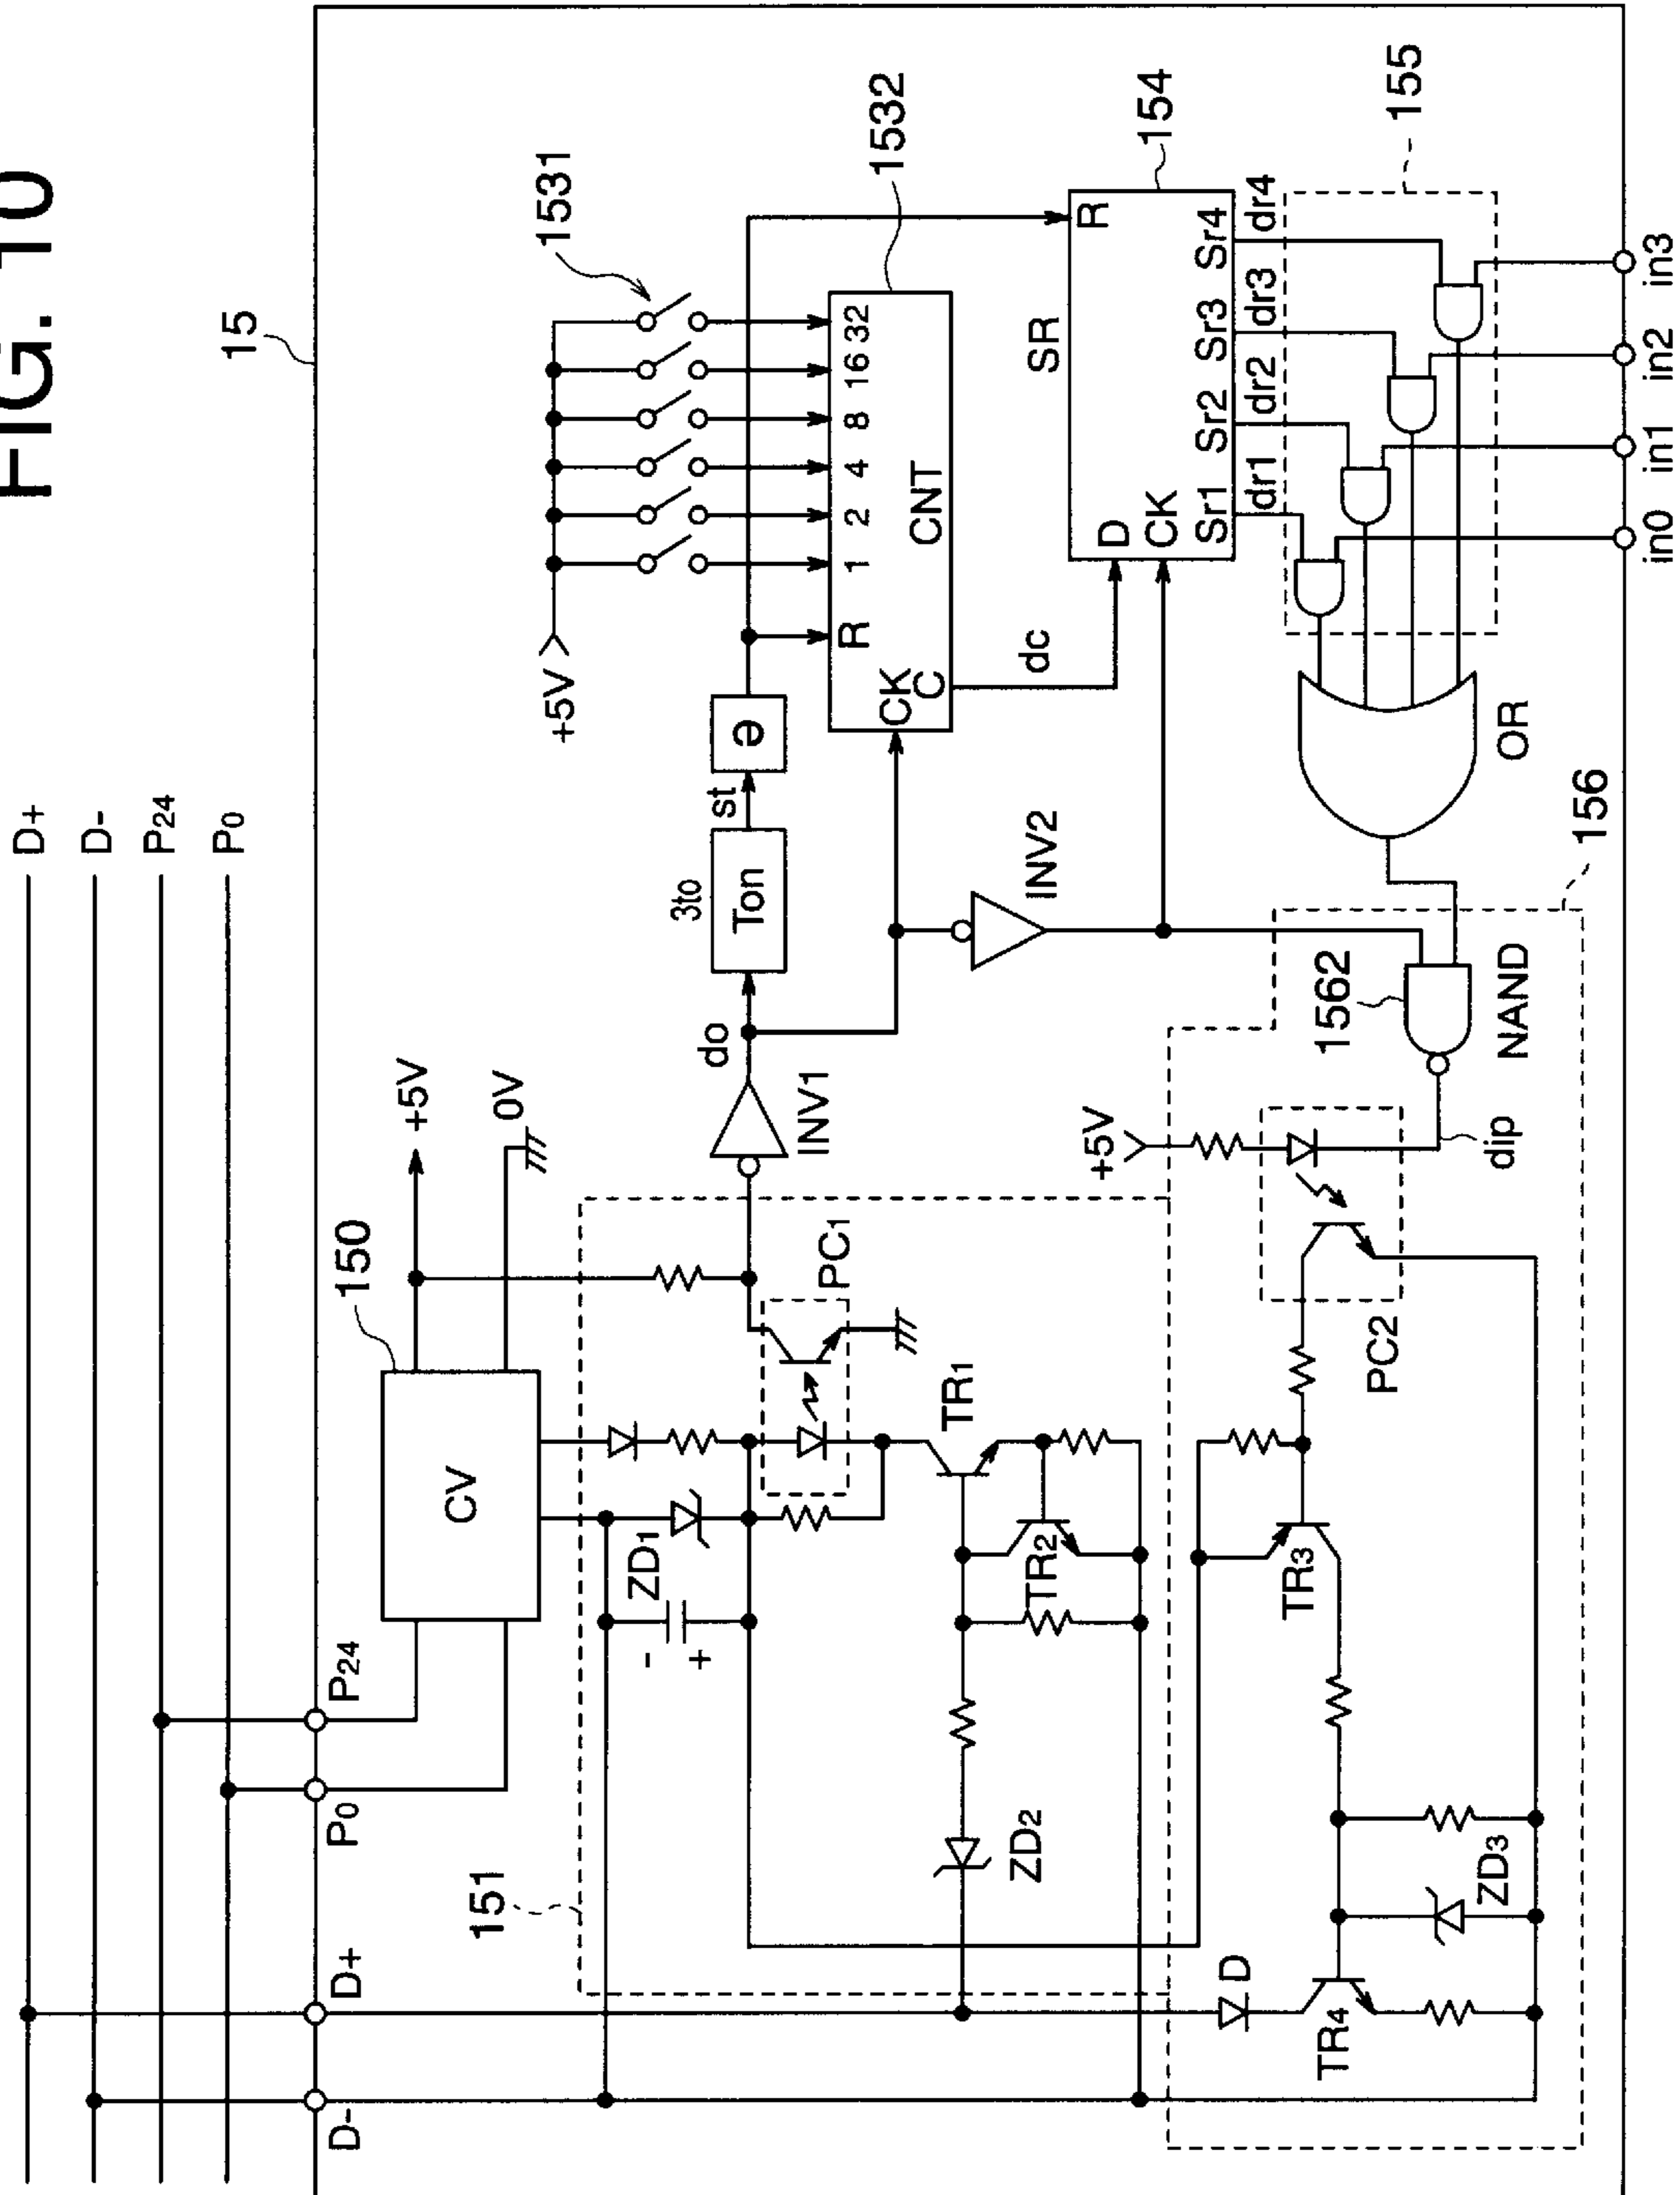 FIG. 10
D+
D-
P24
P0
15
D-
D+
P0
P24
CV
150
+5V
0V
151
ZD1
-
+
PC1
INV1
do
3to
Ton
st
e
+5V
1531
R
1
2
4
8
16
32
CK
C
CNT
1532
ZD2
TR1
TR2
INV2
dc
D
CK
R
SR
Sr1
Sr2
Sr3
Sr4
154
dr1
dr2
dr3
dr4
155
D
TR4
TR3
ZD3
PC2
+5V
dip
1562
NAND
OR
156
in0
in1
in2
in3